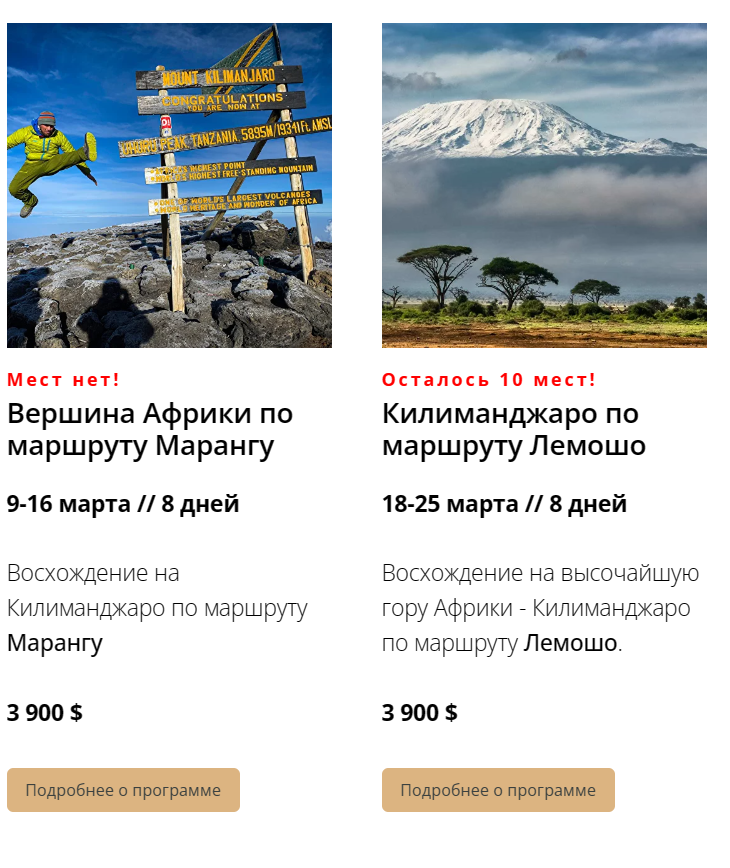 MOUNT KILIMANJARO
CONGRATULATIONS
YOU ARE NOW AT
UHURU PEAK, TANZANIA, 5895M/19341Ft. AMSL
AFRICA'S HIGHEST POINT
WORLD'S HIGHEST FREE-STANDING MOUNTAIN
ONE OF WORLD'S LARGEST VOLCANOES
WORLD HERITAGE AND WONDER OF AFRICA
Мест нет!
Вершина Африки по
маршруту Марангу
9-16 марта // 8 дней
Восхождение на
Килиманджаро по маршруту
Марангу
3 900 $
Подробнее о программе
Осталось 10 мест!
Килиманджаро по
маршруту Лемошо
18-25 марта // 8 дней
Восхождение на высочайшую
гору Африки - Килиманджаро
по маршруту Лемошо.
3 900 $
Подробнее о программе